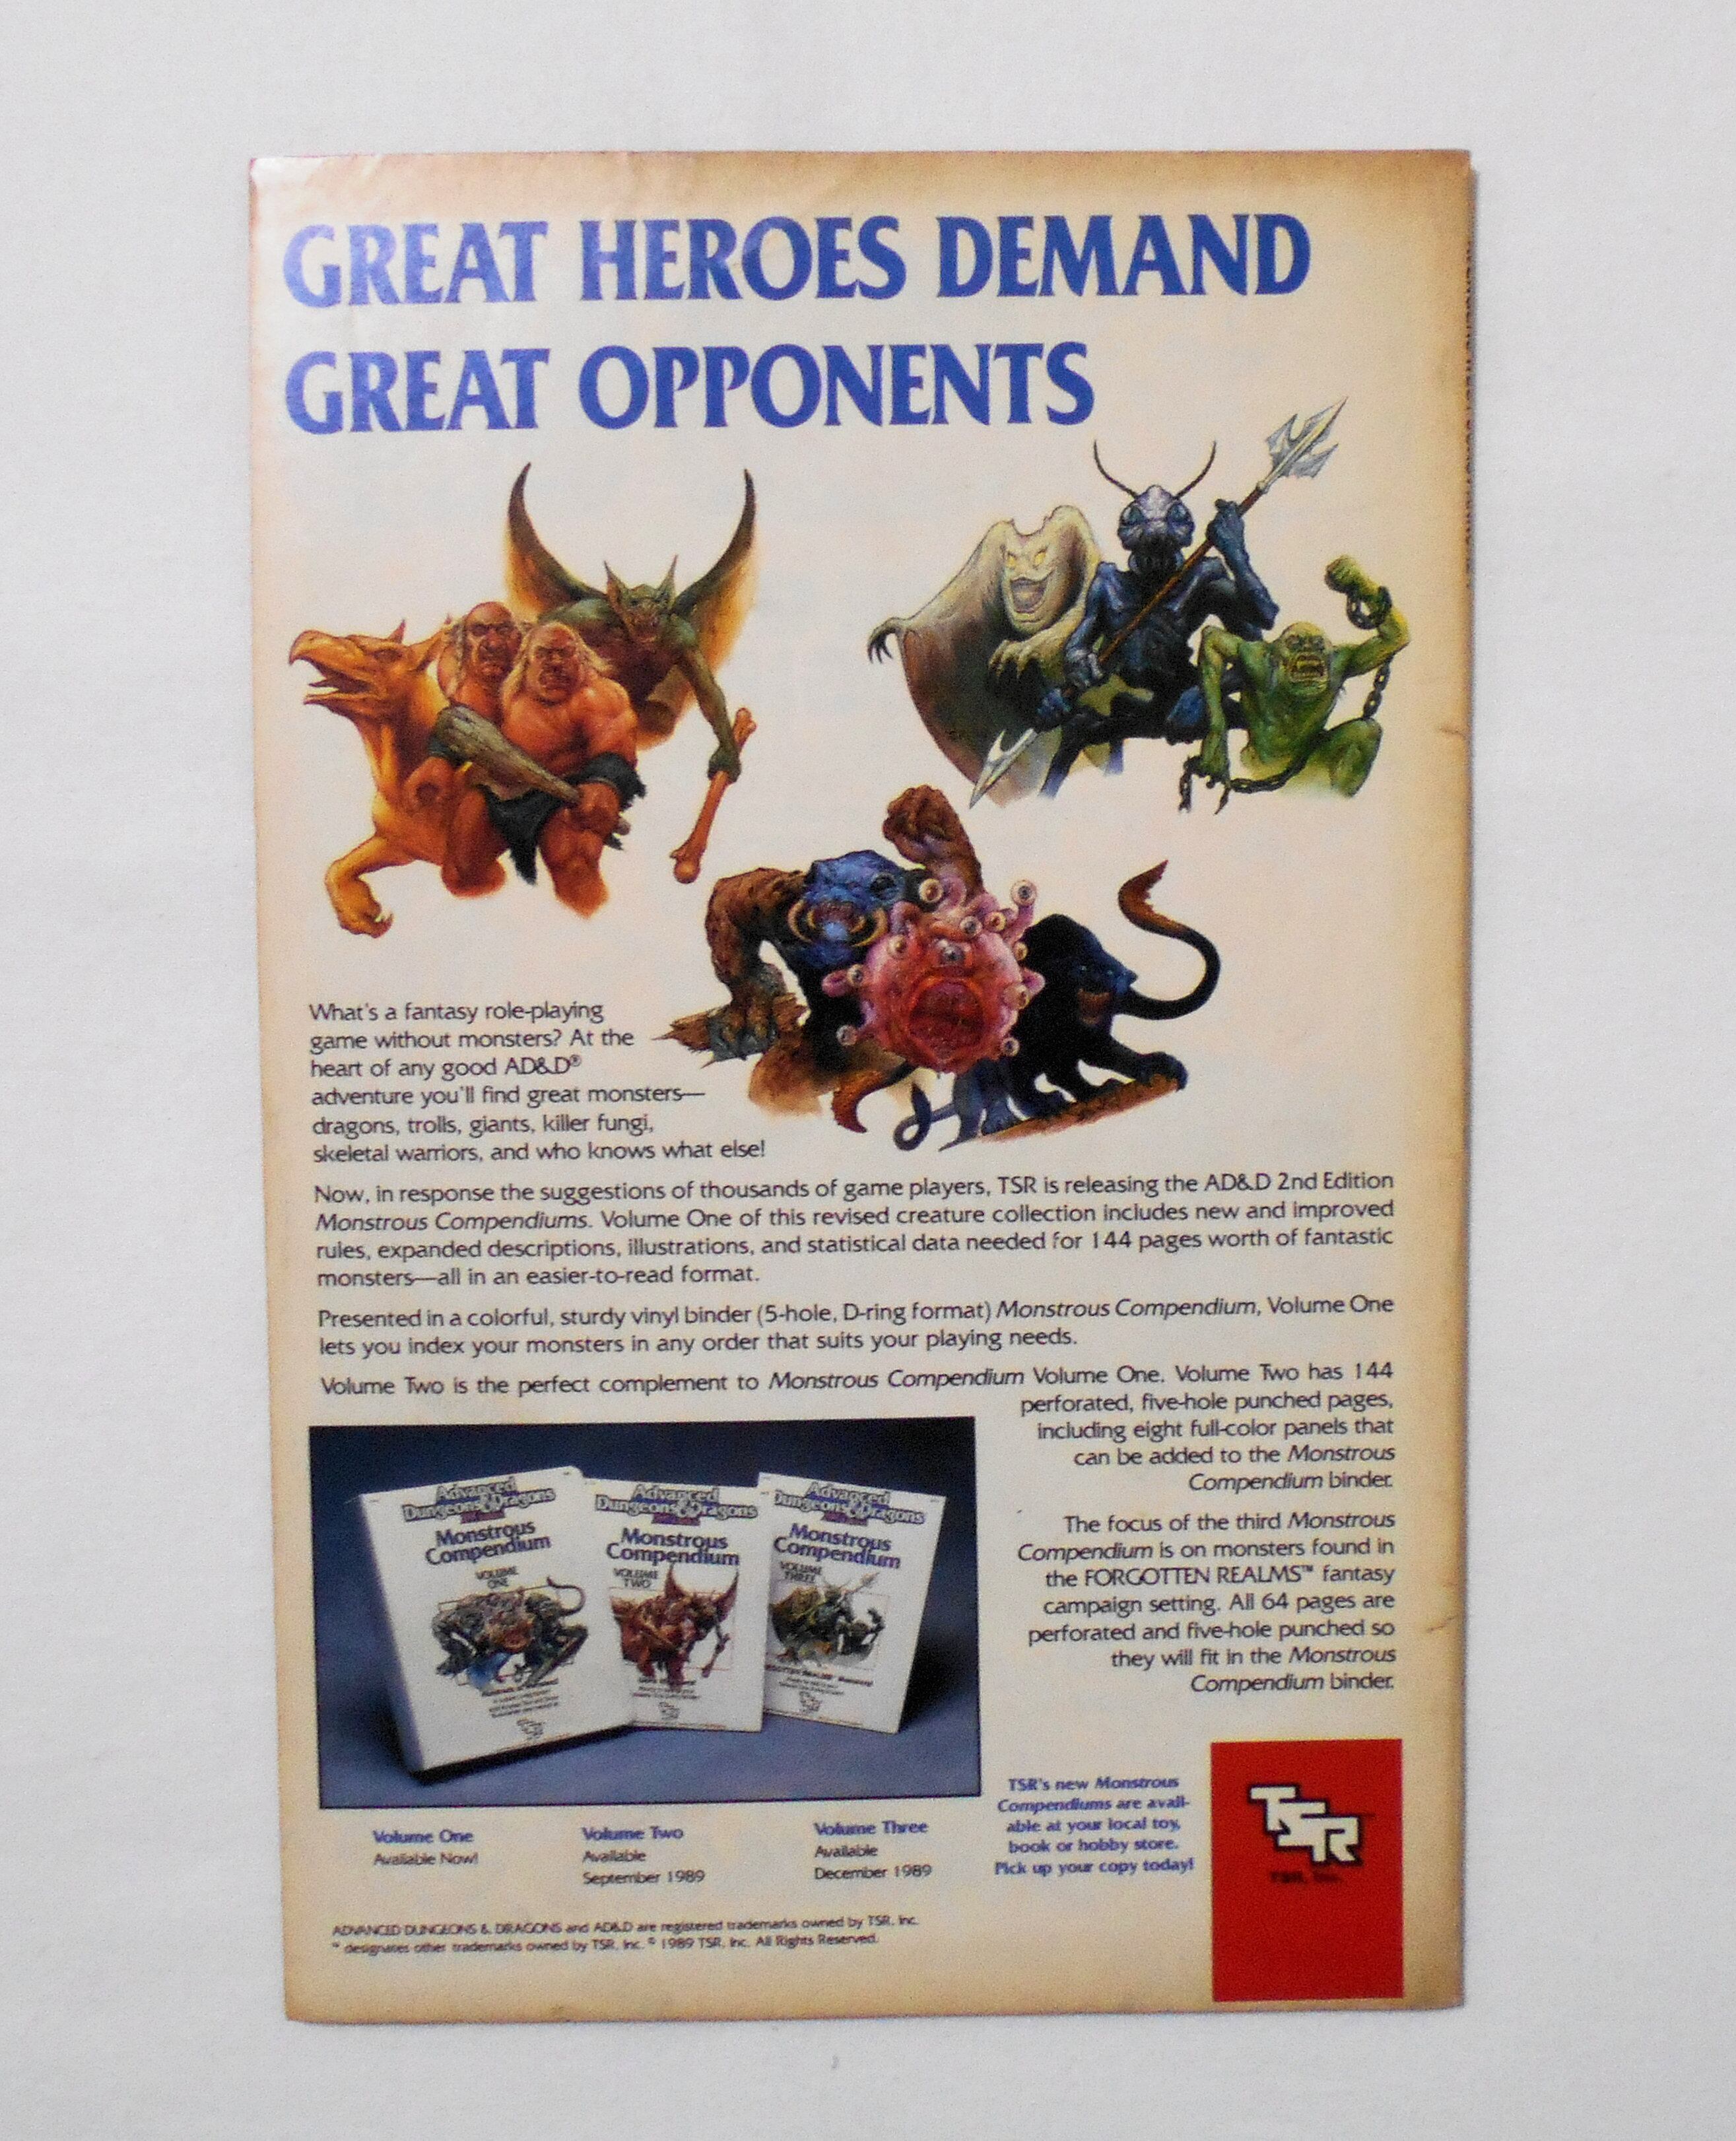 GREAT HEROES DEMAND
GREAT OPPONENTS
What's a fantasy role-playing
game without monsters? At the
heart of any good AD&D®
adventure you'll find great monsters—
dragons, trolls, giants, killer fungi,
skeletal warriors, and who knows what else!
Now, in response the suggestions of thousands of game players, TSR is releasing the AD&D 2nd Edition
Monstrous Compendiums. Volume One of this revised creature collection includes new and improved
rules, expanded descriptions, illustrations, and statistical data needed for 144 pages worth of fantastic
monsters—all in an easier-to-read format.
Presented in a colorful, sturdy vinyl binder (5-hole, D-ring format) Monstrous Compendium, Volume One
lets you index your monsters in any order that suits your playing needs.
Volume Two is the perfect complement to Monstrous Compendium Volume One. Volume Two has 144
perforated, five-hole punched pages,
including eight full-color panels that
can be added to the Monstrous
Compendium binder.
The focus of the third Monstrous
Compendium is on monsters found in
the FORGOTTEN REALMS™ fantasy
campaign setting. All 64 pages are
perforated and five-hole punched so
they will fit in the Monstrous
Compendium binder.
Advanced
Dungeons & Dragons
Monstrous
Compendium
VOLUME
ONE
Advanced
Dungeons & Dragons
Monstrous
Compendium
VOLUME
TWO
Advanced
Dungeons & Dragons
Monstrous
Compendium
VOLUME
THREE
Volume One
Available Now!
Volume Two
Available
September 1989
Volume Three
Available
December 1989
TSR's new Monstrous
Compendiums are avail-
able at your local toy,
book or hobby store.
Pick up your copy today!
TSR
TSR, Inc.
ADVANCED DUNGEONS & DRAGONS and AD&D are registered trademarks owned by TSR, Inc.
™ designates other trademarks owned by TSR, Inc. © 1989 TSR, Inc. All Rights Reserved.